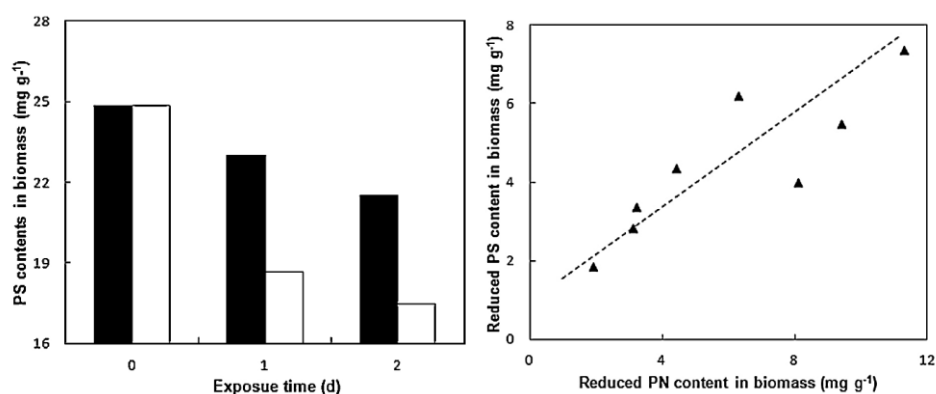 PS contents in biomass (mg g-¹)
28
25
22
19
16
0 1 2
Exposue time (d)
Reduced PS content in biomass (mg g-¹)
8
6
4
2
0
0 4 8 12
Reduced PN content in biomass (mg g-¹)